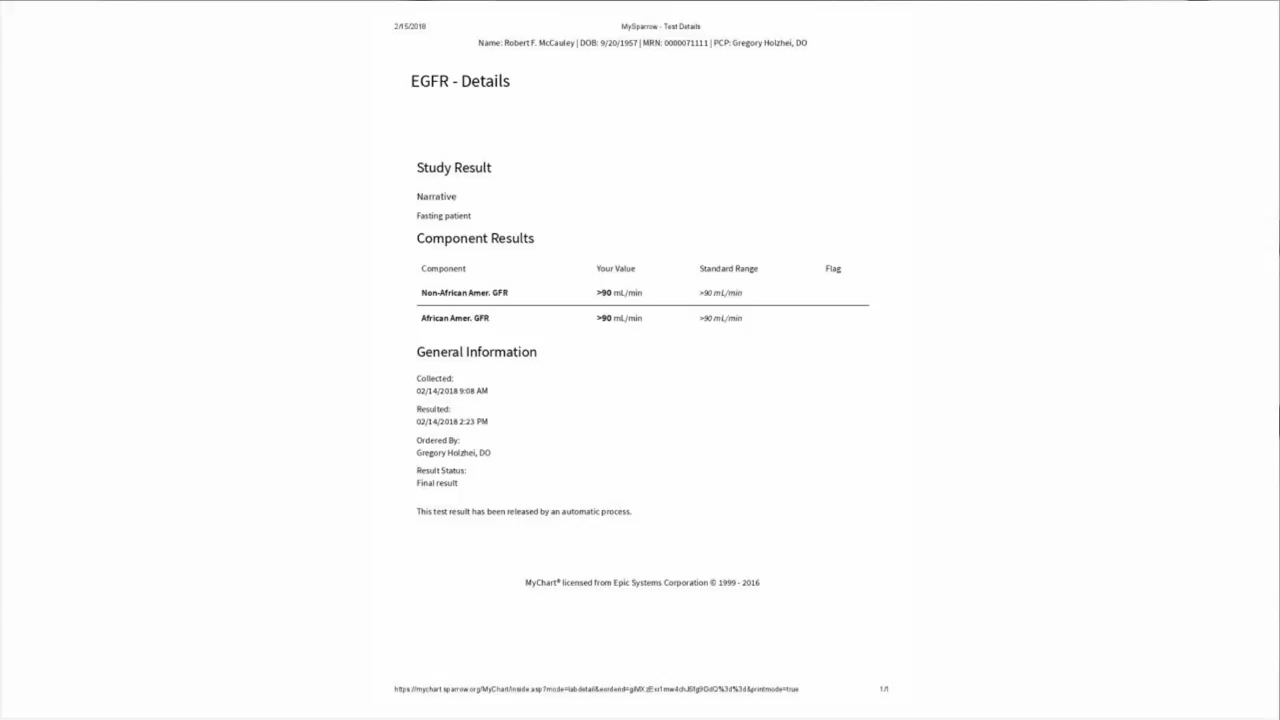 2/15/2018 MySparrow - Test Details
Name: Robert F. McCauley | DOB: 9/20/1957 | MRN: 0000071111 | PCP: Gregory Holzhei, DO
EGFR - Details
Study Result
Narrative
Fasting patient
Component Results
Component Your Value Standard Range Flag
Non-African Amer. GFR >90 mL/min >90 mL/min
African Amer. GFR >90 mL/min >90 mL/min
General Information
Collected:
02/14/2018 9:08 AM
Resulted:
02/14/2018 2:23 PM
Ordered By:
Gregory Holzhei, DO
Result Status:
Final result
This test result has been released by an automatic process.
MyChart® licensed from Epic Systems Corporation © 1999 - 2016
1/1